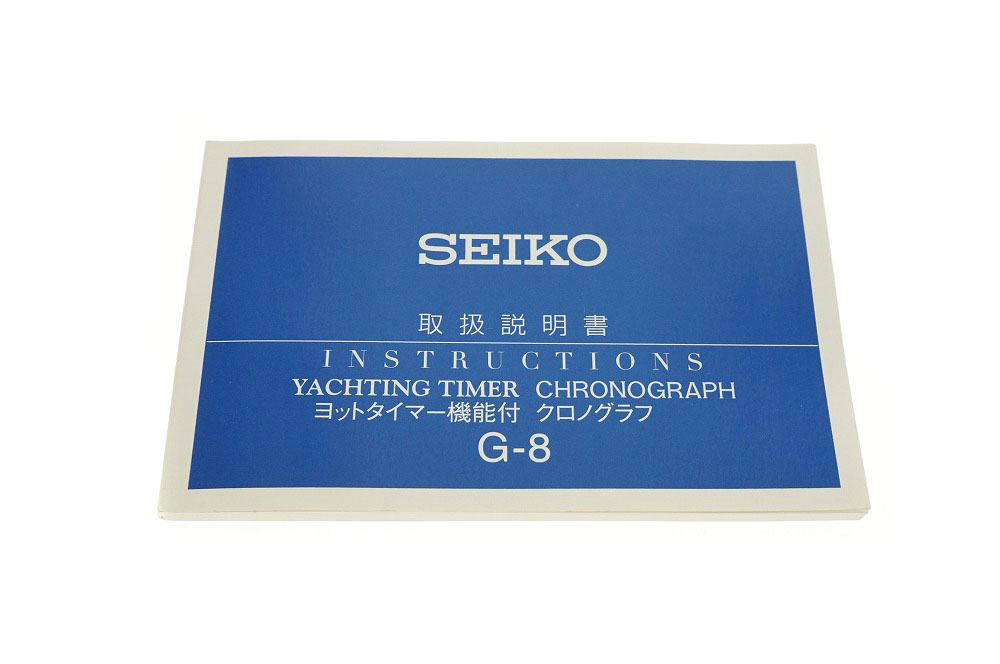 SEIKO
取扱説明書
INSTRUCTIONS
YACHTING TIMER CHRONOGRAPH
ヨットタイマー機能付 クロノグラフ
G-8